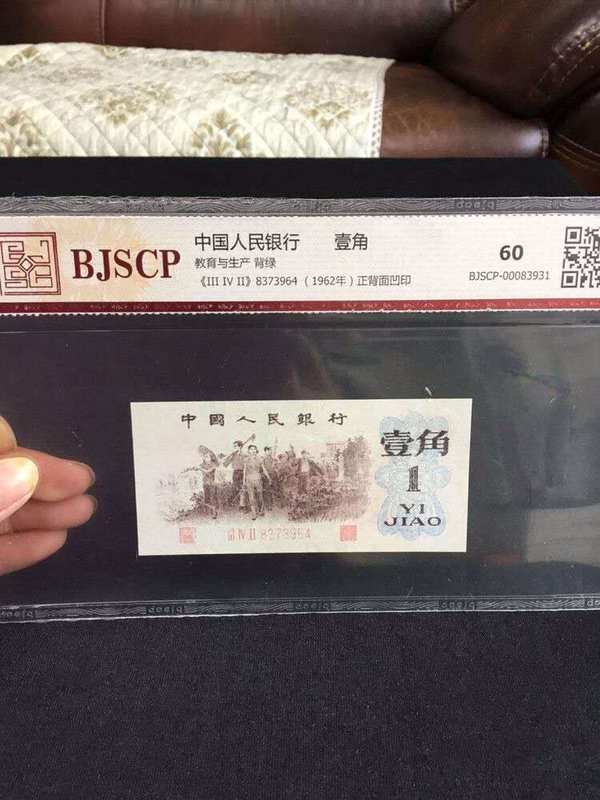 BJSCP
中国人民银行 壹角
教育与生产 背绿
《III IV II》8373964 (1962年) 正背面凹印
60
BJSCP-00083931
中國人民銀行
壹角
1
YI
JIAO
III IV II 8373964